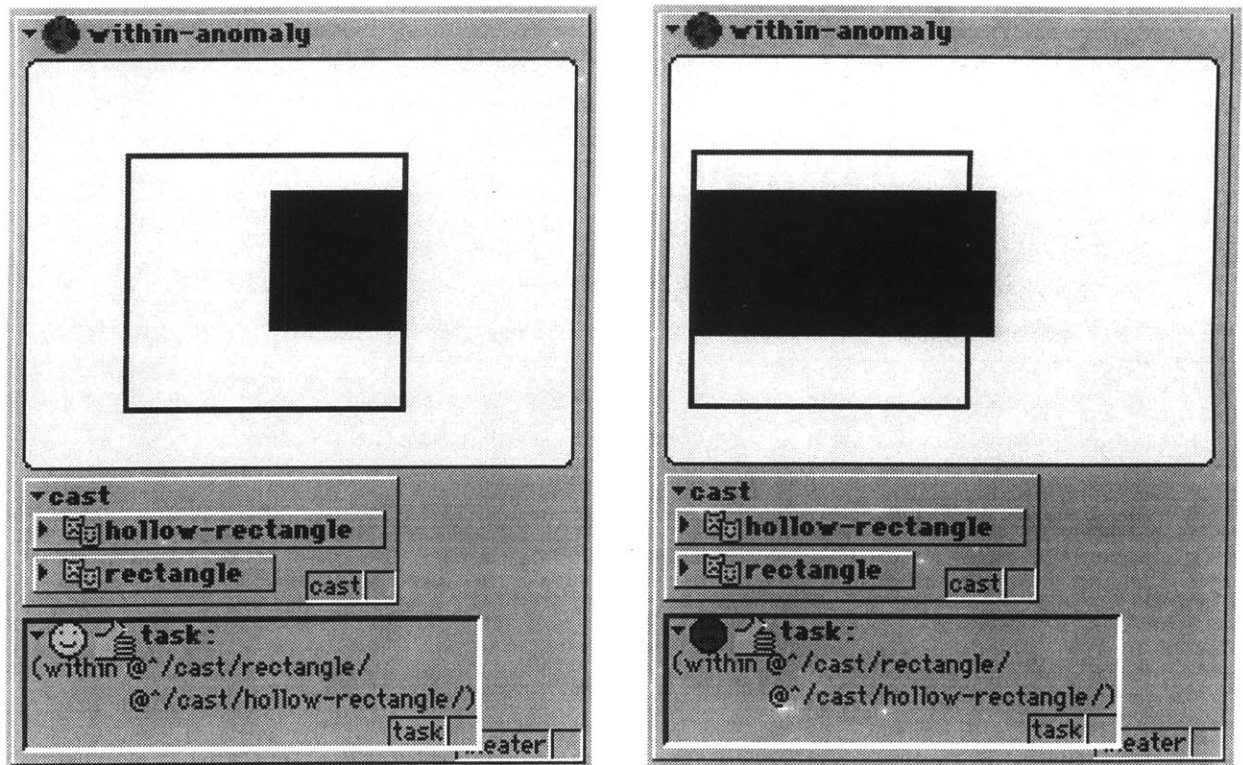 within-anomaly
cast
hollow-rectangle
rectangle
cast
task:
(within @^/cast/rectangle/
@^/cast/hollow-rectangle/)
task
within-anomaly
cast
hollow-rectangle
rectangle
cast
task:
(within @^/cast/rectangle/
@^/cast/hollow-rectangle/)
task